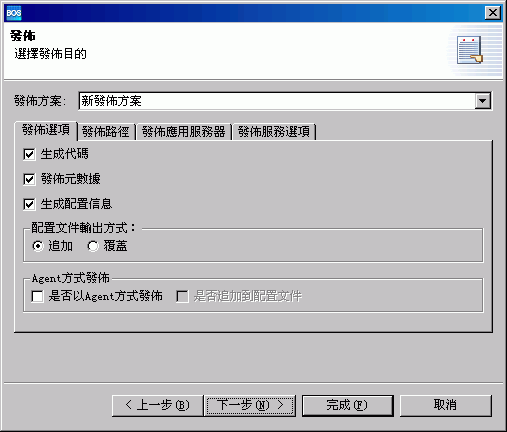 BOS
發佈
選擇發佈目的
發佈方案: 新發佈方案
發佈選項 發佈路徑 發佈應用服務器 發佈服務選項
生成代碼
發佈元數據
生成配置信息
配置文件輸出方式：
追加 覆蓋
Agent方式發佈
是否以Agent方式發佈 是否追加到配置文件
< 上一步(B) 下一步(N) > 完成(F) 取消